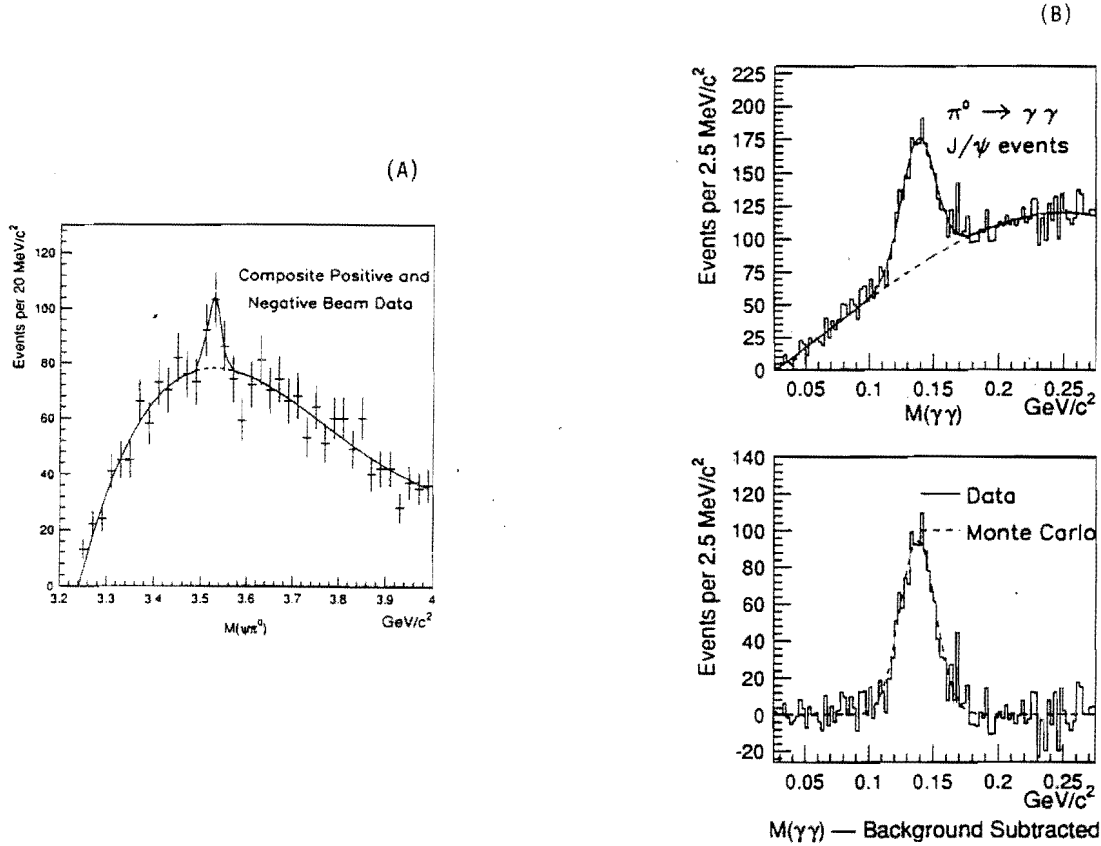 (B)
(A)
Events per 20 MeV/c²
120
100
80
60
40
20
0
Composite Positive and
Negative Beam Data
3.2 3.3 3.4 3.5 3.6 3.7 3.8 3.9 4
M(ψπ⁰)
GeV/c²
Events per 2.5 MeV/c²
225
200
175
150
125
100
75
50
25
0
π⁰ → γ γ
J/ψ events
0.05 0.1 0.15 0.2 0.25
M(γγ)
GeV/c²
Events per 2.5 MeV/c²
140
120
100
80
60
40
20
0
-20
Data
Monte Carlo
0.05 0.1 0.15 0.2 0.25
GeV/c²
M(γγ) — Background Subtracted